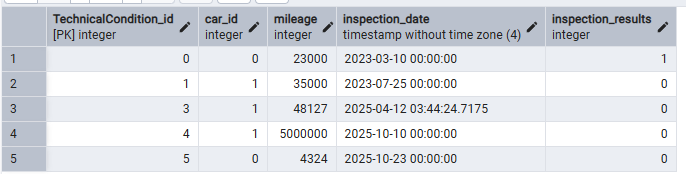 TechnicalCondition_id car_id mileage inspection_date inspection_results
[PK] integer integer integer timestamp without time zone (4) integer
1 0 0 23000 2023-03-10 00:00:00 1
2 1 1 35000 2023-07-25 00:00:00 0
3 3 1 48127 2025-04-12 03:44:24.7175 0
4 4 1 5000000 2025-10-10 00:00:00 0
5 5 0 4324 2025-10-23 00:00:00 0